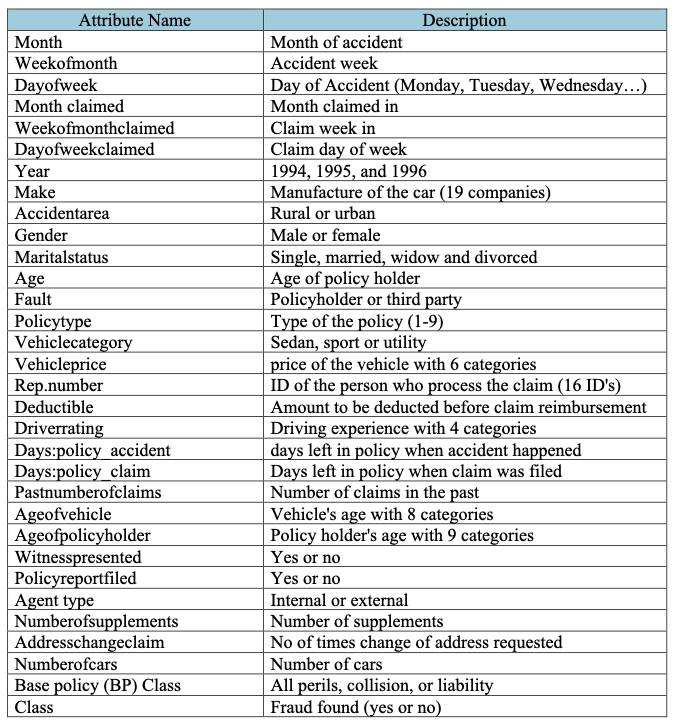 Attribute Name Description
Month Month of accident
Weekofmonth Accident week
Dayofweek Day of Accident (Monday, Tuesday, Wednesday…)
Month claimed Month claimed in
Weekofmonthclaimed Claim week in
Dayofweekclaimed Claim day of week
Year 1994, 1995, and 1996
Make Manufacture of the car (19 companies)
Accidentarea Rural or urban
Gender Male or female
Maritalstatus Single, married, widow and divorced
Age Age of policy holder
Fault Policyholder or third party
Policytype Type of the policy (1-9)
Vehiclecategory Sedan, sport or utility
Vehicleprice price of the vehicle with 6 categories
Rep.number ID of the person who process the claim (16 ID's)
Deductible Amount to be deducted before claim reimbursement
Driverrating Driving experience with 4 categories
Days:policy_accident days left in policy when accident happened
Days:policy_claim Days left in policy when claim was filed
Pastnumberofclaims Number of claims in the past
Ageofvehicle Vehicle's age with 8 categories
Ageofpolicyholder Policy holder's age with 9 categories
Witnesspresented Yes or no
Policyreportfiled Yes or no
Agent type Internal or external
Numberofsupplements Number of supplements
Addresschangeclaim No of times change of address requested
Numberofcars Number of cars
Base policy (BP) Class All perils, collision, or liability
Class Fraud found (yes or no)